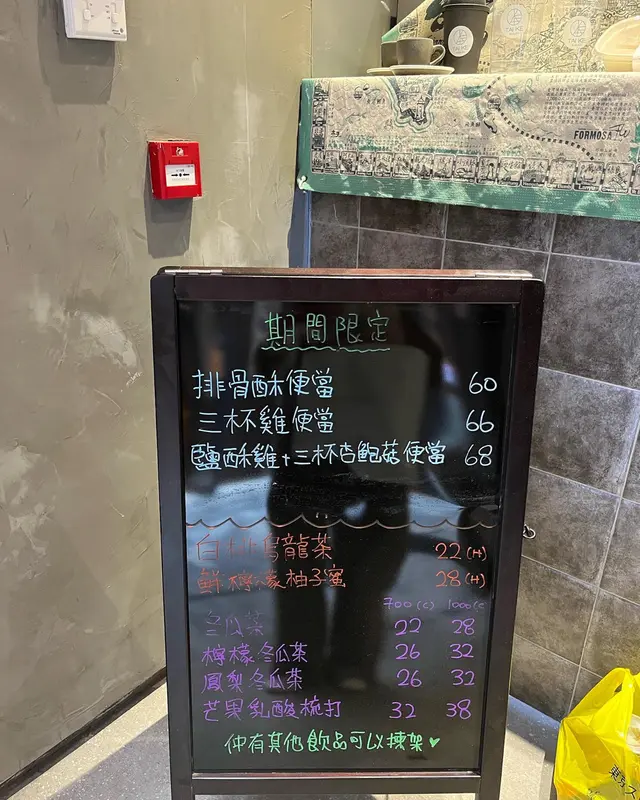 FORMOSA
期間限定
排骨酥便當 60
三杯雞便當 66
鹽酥雞+三杯杏鮑菇便當 68
白桃烏龍茶 22(H)
鮮檸檬柚子蜜 28(H)
700(C) 1000(C
冬瓜茶 22 28
檸檬冬瓜茶 26 32
鳳梨冬瓜茶 26 32
芒果乳酸梳打 32 38
仲有其他飲品可以揀架♥